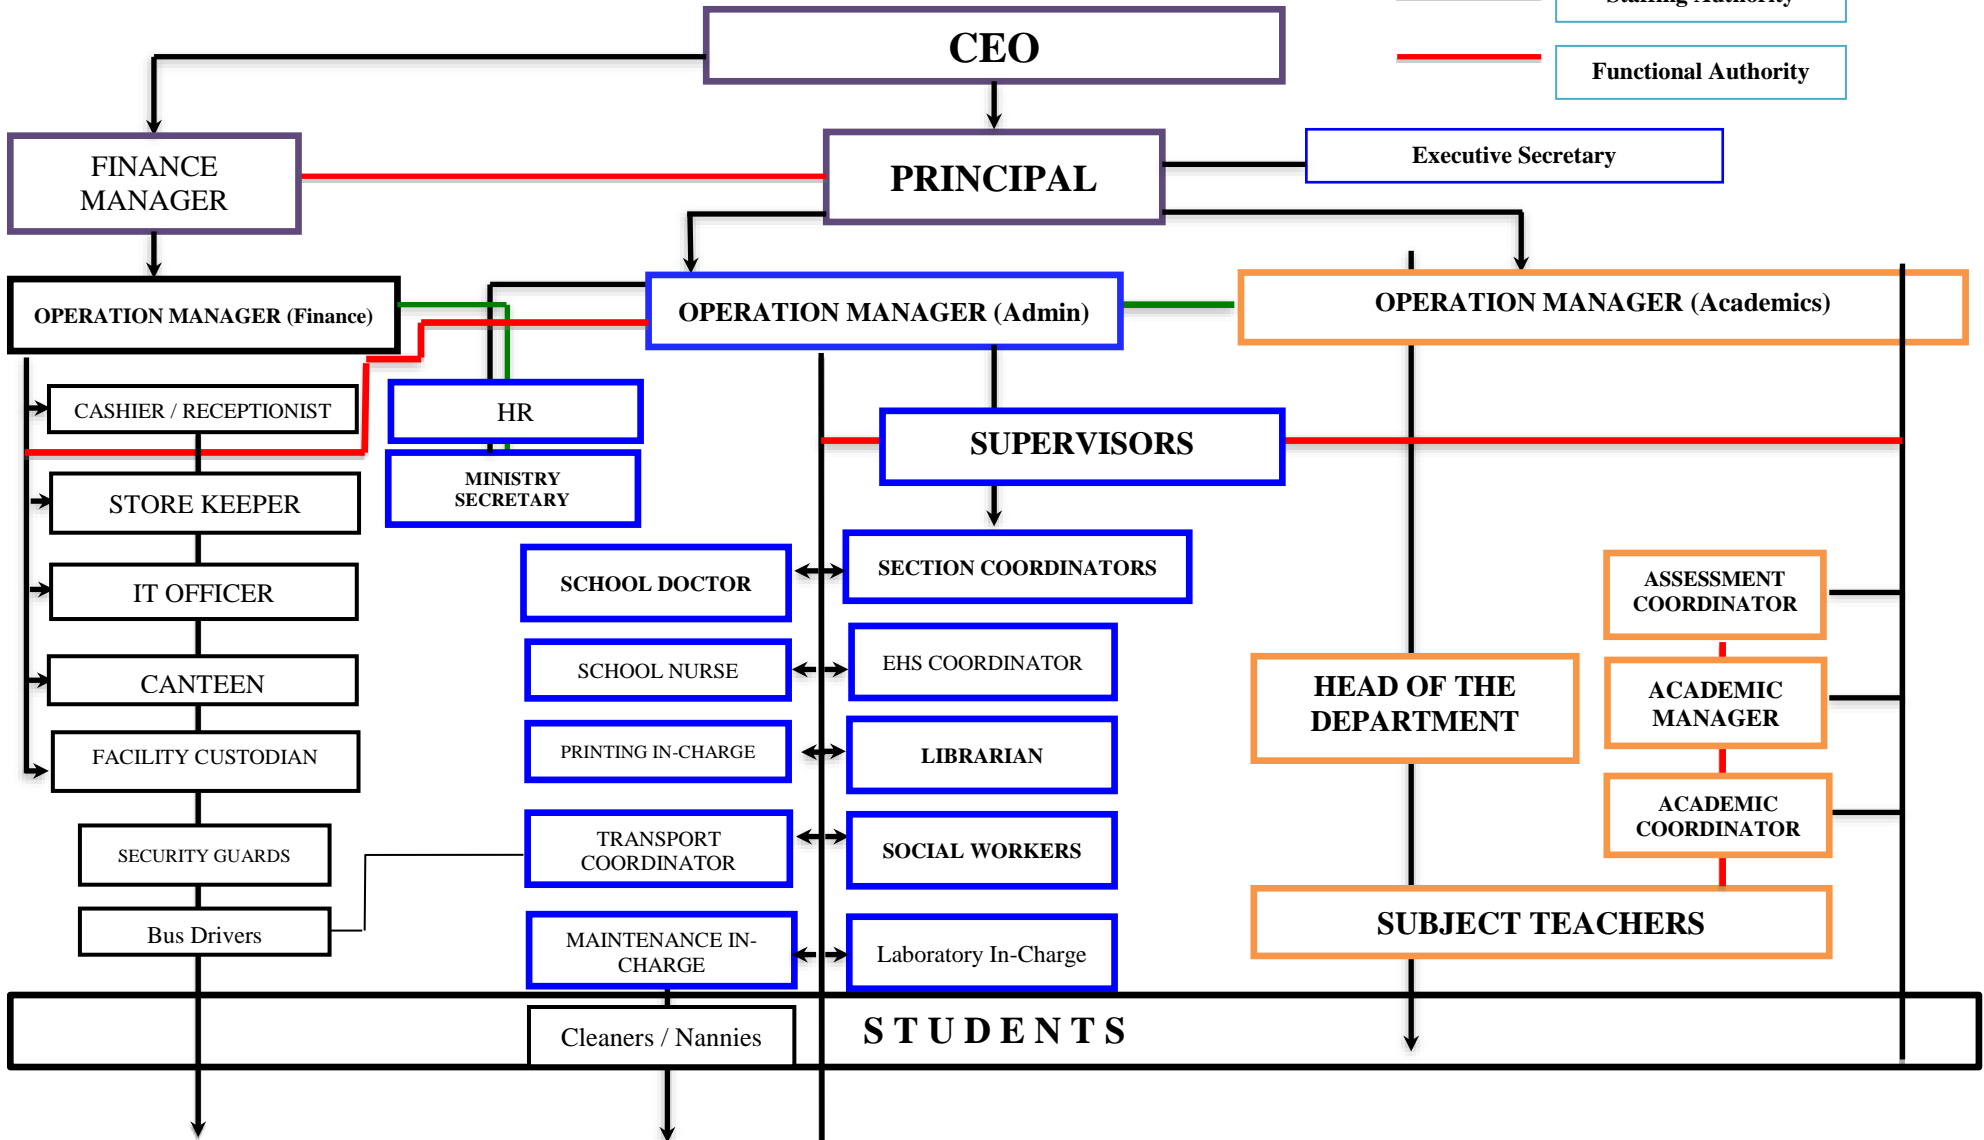 Staffing Authority
CEO
Functional Authority
FINANCE
MANAGER
PRINCIPAL
Executive Secretary
OPERATION MANAGER (Finance)
OPERATION MANAGER (Admin)
OPERATION MANAGER (Academics)
CASHIER / RECEPTIONIST
HR
SUPERVISORS
MINISTRY
SECRETARY
STORE KEEPER
SCHOOL DOCTOR
SECTION COORDINATORS
ASSESSMENT
COORDINATOR
IT OFFICER
SCHOOL NURSE
EHS COORDINATOR
CANTEEN
HEAD OF THE
DEPARTMENT
ACADEMIC
MANAGER
FACILITY CUSTODIAN
PRINTING IN-CHARGE
LIBRARIAN
ACADEMIC
COORDINATOR
SECURITY GUARDS
TRANSPORT
COORDINATOR
SOCIAL WORKERS
Bus Drivers
MAINTENANCE IN-
CHARGE
Laboratory In-Charge
SUBJECT TEACHERS
Cleaners / Nannies
S T U D E N T S